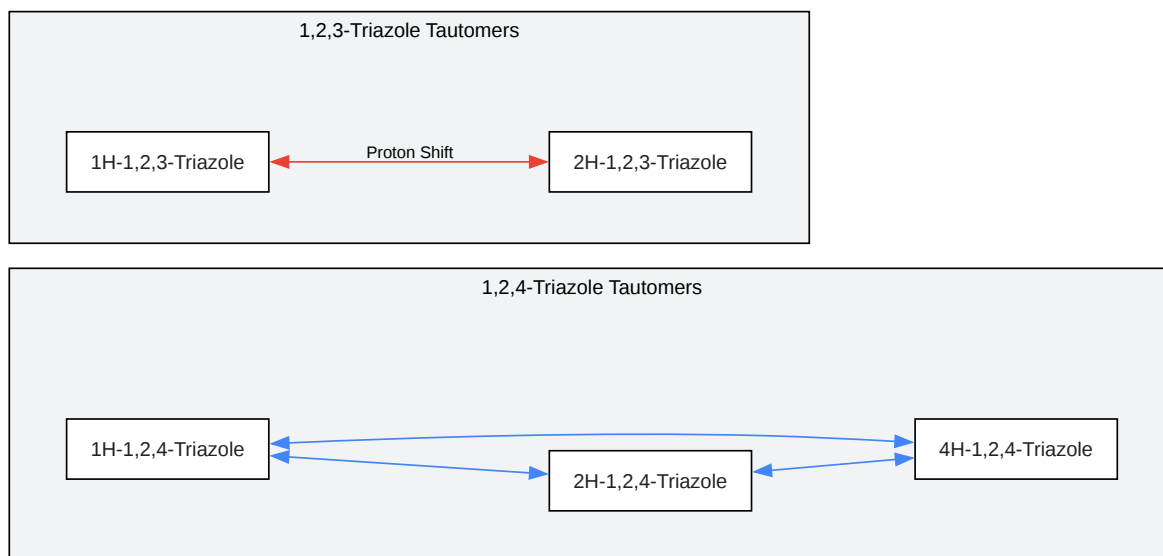 1,2,3-Triazole Tautomers
1H-1,2,3-Triazole
Proton Shift
2H-1,2,3-Triazole
1,2,4-Triazole Tautomers
1H-1,2,4-Triazole
2H-1,2,4-Triazole
4H-1,2,4-Triazole